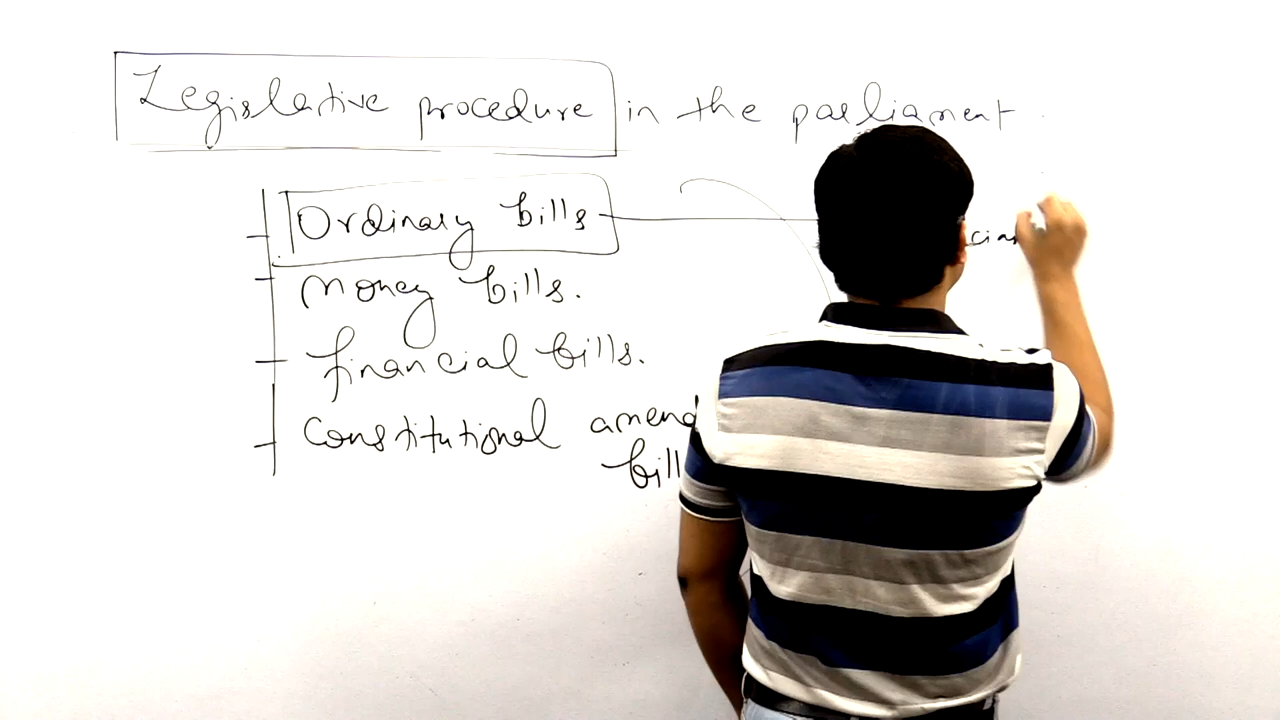 Legislative procedure in the parliament
Ordinary bills
money bills.
financial bills.
constitutional amend
bill